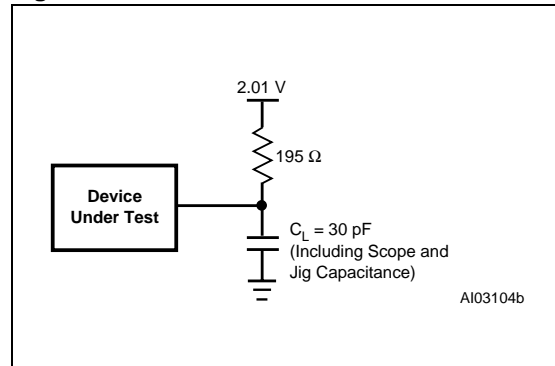 2.01 V
195 Ω
Device
Under Test
C_L = 30 pF
(Including Scope and
Jig Capacitance)
AI03104b